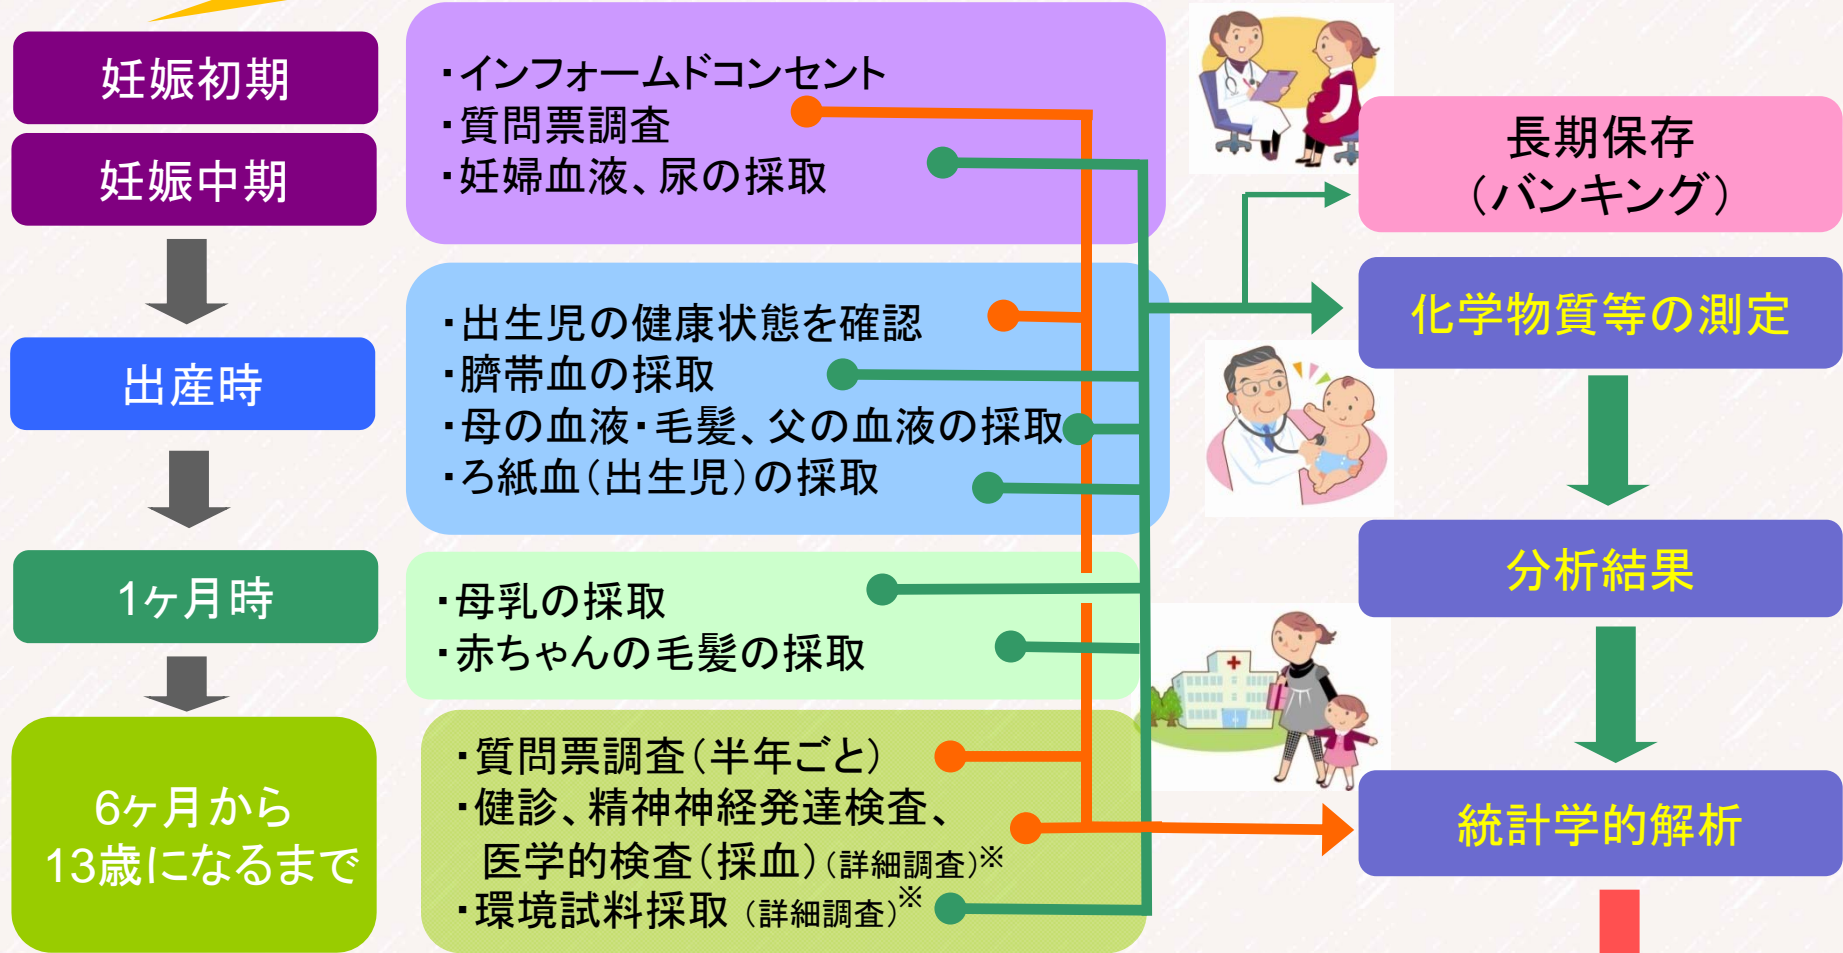 妊娠初期
妊娠中期
・インフォームドコンセント
・質問票調査
・妊婦血液、尿の採取
長期保存
（バンキング）
出産時
・出生児の健康状態を確認
・臍帯血の採取
・母の血液・毛髪、父の血液の採取
・ろ紙血（出生児）の採取
化学物質等の測定
1ヶ月時
・母乳の採取
・赤ちゃんの毛髪の採取
分析結果
6ヶ月から
13歳になるまで
・質問票調査（半年ごと）
・健診、精神神経発達検査、
医学的検査（採血）（詳細調査）※
・環境試料採取（詳細調査）※
統計学的解析